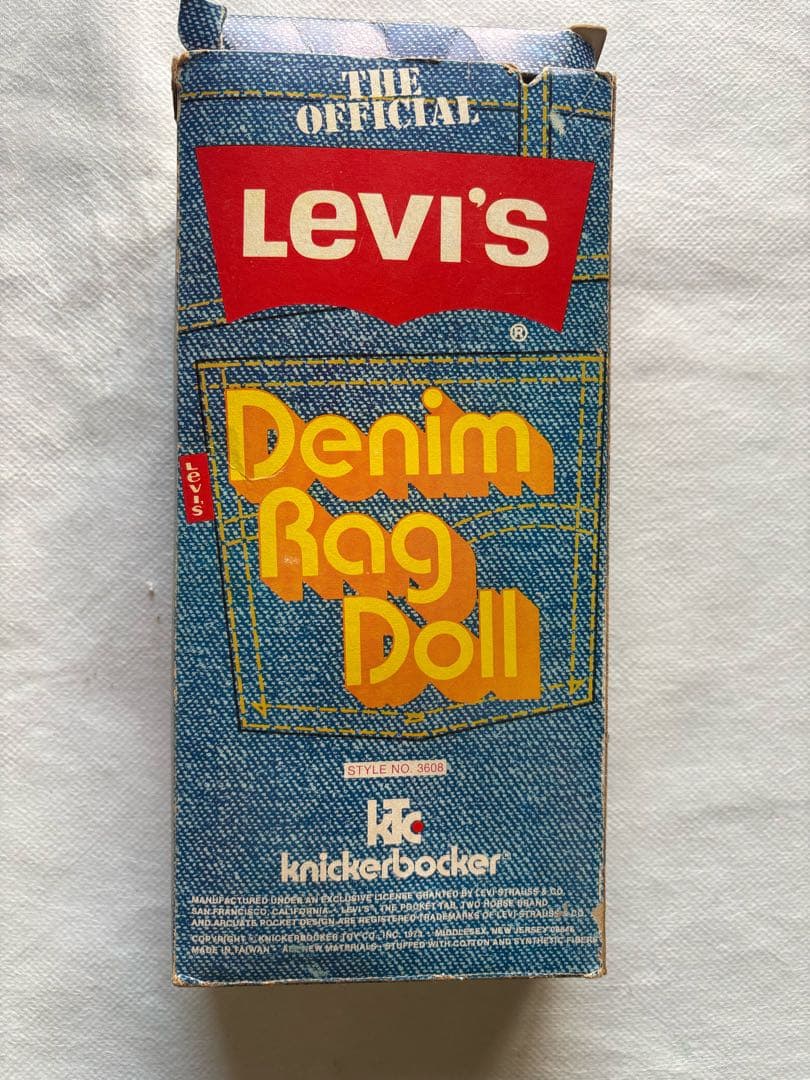 THE
OFFICIAL
Levi's
®
Denim
Levi's
Rag
Doll
STYLE NO. 3608
kTc
knickerbocker
MANUFACTURED UNDER AN EXCLUSIVE LICENSE GRANTED BY LEVI STRAUSS & CO.
SAN FRANCISCO, CALIFORNIA • LEVI'S, THE POCKET TAB, TWO HORSE BRAND
AND ARCUATE POCKET DESIGN ARE REGISTERED TRADEMARKS OF LEVI STRAUSS & CO
COPYRIGHT © KNICKERBOCKER TOY CO. INC. MIDDLESEX, NEW JERSEY
MADE IN TAIWAN • ALL NEW MATERIALS • STUFFED WITH COTTON AND SYNTHETIC FIBERS